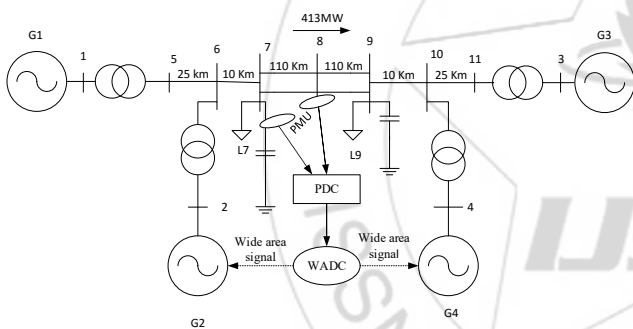 413MW
G1
G3
1
5
6
7
8
9
10
11
3
25 Km
10 Km
110 Km
110 Km
10 Km
25 Km
PMU
L7
L9
PDC
2
4
Wide area
signal
WADC
Wide area
signal
G2
G4